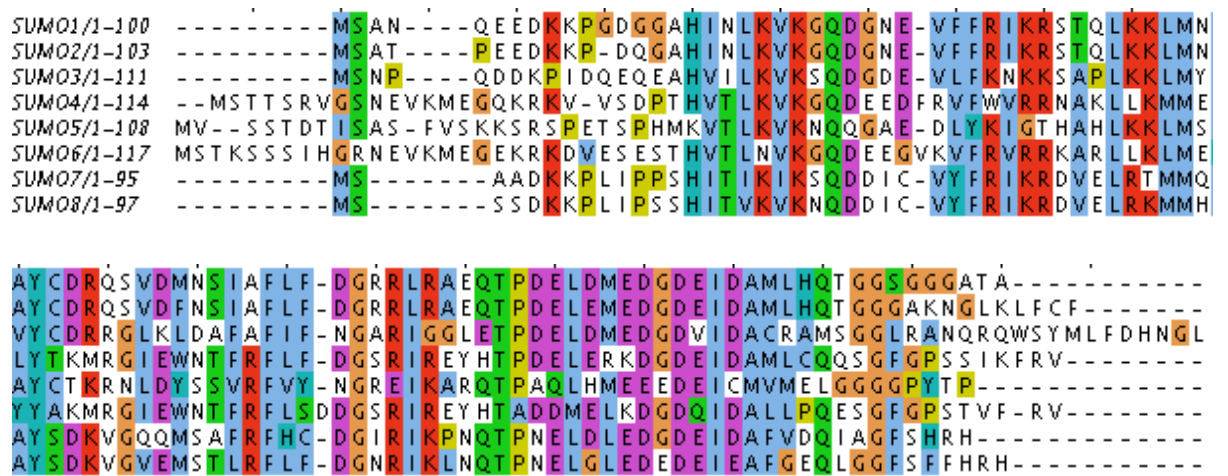 SUMO1/1-100 ---------MSAN----QEEDKKPGDGGAHINLKVKGQDGNE-VFFRIKRSTQLKKLMN
SUMO2/1-103 ---------MSAT----PEEDKKP-DQGAHINLKVKGQDGNE-VFFRIKRSTQLKKLMN
SUMO3/1-111 ---------MSNP----QDDKPIDQEQEAHVILKVKSQDGDE-VLFKNKKSAPLKKLMY
SUMO4/1-114 --MSTTSRVGSNEVKMEGQKRKV-VSDPTHVTLKVKGQDEEDFRVFWVRRNAKLLKMME
SUMO5/1-108 MV--SSTDTISAS-FVSKKSRSPETSPHMKVTLKVKNQQGAE-DLYKIGTHAHLKKLMS
SUMO6/1-117 MSTKSSSIHGRNEVKMEGEKRKDVESESTHVTLNVKGQDEEGVKVFRVRRKARLLKLME
SUMO7/1-95 ---------MS-------AADKKPLIPPSHITIKIKSQDDIC-VYFRIKRDVELRTMMQ
SUMO8/1-97 ---------MS-------SSDKKPLIPSSHITVKVKNQDDIC-VYFRIKRDVELRKMMH
AYCDRQSVDMNSIAFLF-DGRRLRAEQTPDELDMEDGDEIDAMLHQTGGSGGGATA-----------
AYCDRQSVDFNSIAFLF-DGRRLRAEQTPDELEMEDGDEIDAMLHQTGGGAKNGLKLFCF-------
VYCDRRGLKLDAFAFIF-NGARIGGLETPDELDMEDGDVIDACRAMSGGLRANQRQWSYMLFDHNGL
LYTKMRGIEWNTFRFLF-DGSRIREYHTPDELERKDGDEIDAMLCQQSGFGPSSIKFRV--------
AYCTKRNLDYSSVRFVY-NGREIKARQTPAQLHMEEEDEICMVMELGGGGPYTP-------------
YYAKMRGIEWNTFRFLSDDGSRIREYHTADDMELKDGDQIDALLPQESGFGPSTVF-RV--------
AYSDKVGQQMSAFRFHC-DGIRIKPNQTPNELDLEDGDEIDAFVDQIAGFSHRH-------------
AYSDKVGVEMSTLRFLF-DGNRIKLNQTPNELGLEDEDEIEAFGEQLGGFSFFHRH-----------